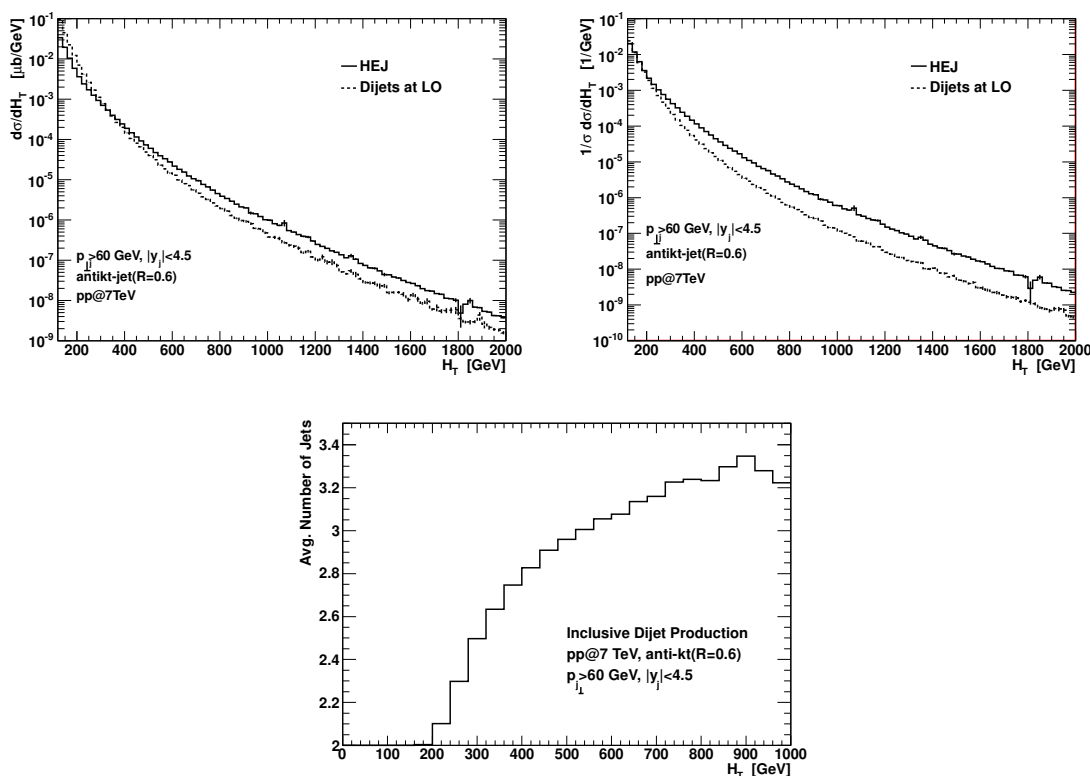 dσ/dH_T [μb/GeV]
10^-1
10^-2
10^-3
10^-4
10^-5
10^-6
10^-7
10^-8
10^-9
HEJ
Dijets at LO
p_⊥j>60 GeV, |y_j|<4.5
antikt-jet(R=0.6)
pp@7TeV
200 400 600 800 1000 1200 1400 1600 1800 2000
H_T [GeV]
1/σ dσ/dH_T [1/GeV]
10^-1
10^-2
10^-3
10^-4
10^-5
10^-6
10^-7
10^-8
10^-9
10^-10
HEJ
Dijets at LO
p_⊥j>60 GeV, |y_j|<4.5
antikt-jet(R=0.6)
pp@7TeV
200 400 600 800 1000 1200 1400 1600 1800 2000
H_T [GeV]
Avg. Number of Jets
3.4
3.2
3
2.8
2.6
2.4
2.2
2
Inclusive Dijet Production
pp@7 TeV, anti-kt(R=0.6)
p_j⊥>60 GeV, |y_j|<4.5
0 100 200 300 400 500 600 700 800 900 1000
H_T [GeV]